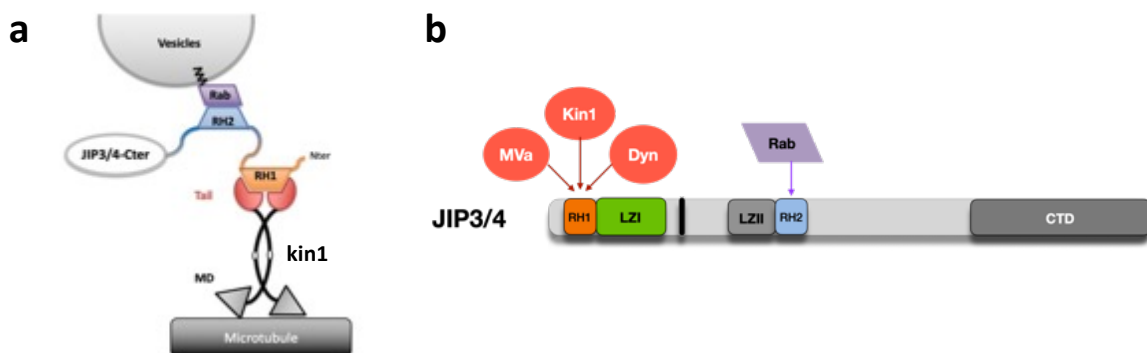 a
Vesicles
Rab
RH2
JIP3/4-Cter
Nter
RH1
Tail
kin1
MD
Microtubule
b
Kin1
MVa
Dyn
Rab
JIP3/4
RH1
LZI
LZII
RH2
CTD